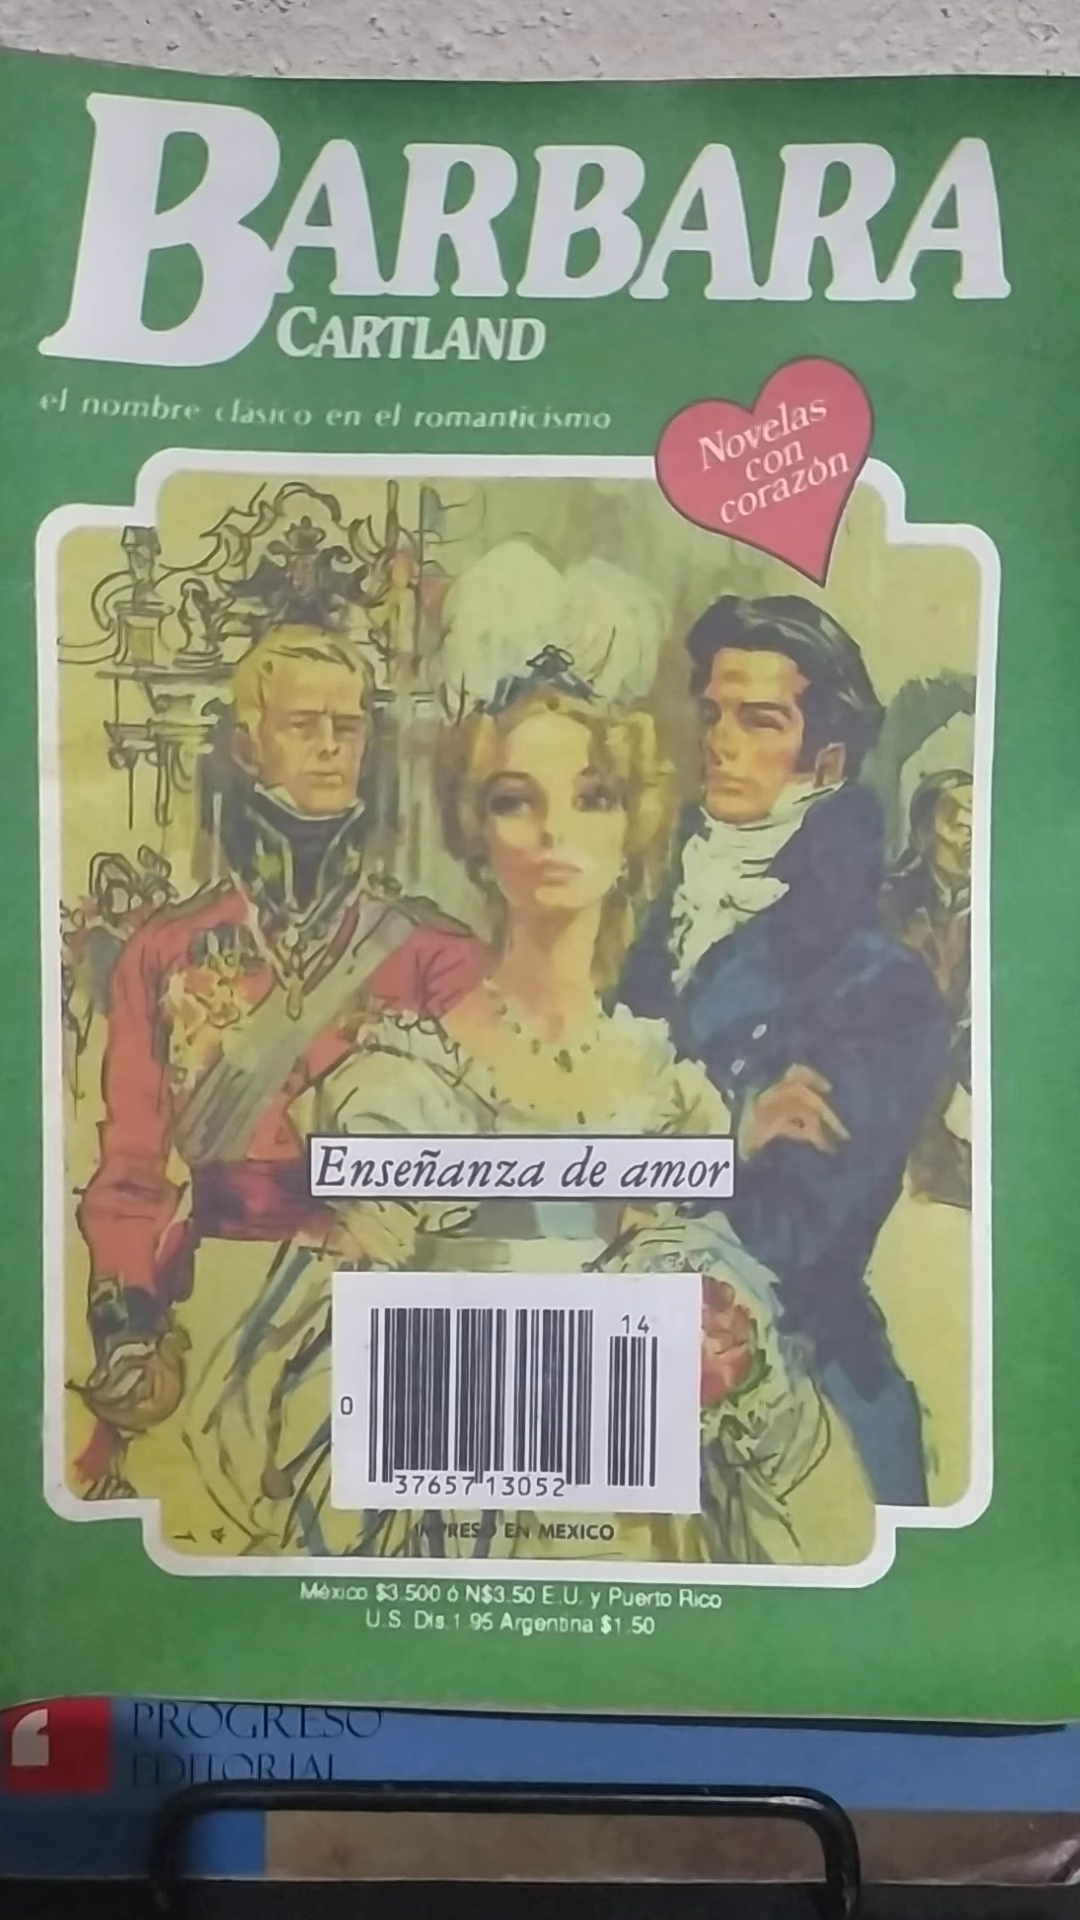 BARBARA
CARTLAND
el nombre clásico en el romanticismo
Novelas
con
corazón
Enseñanza de amor
14
0
37657 13052
IMPRESO EN MEXICO
México $3.500 ó N$3.50 E.U. y Puerto Rico
U.S. Dls.1.95 Argentina $1.50
PROGRESO
EDITORIAL